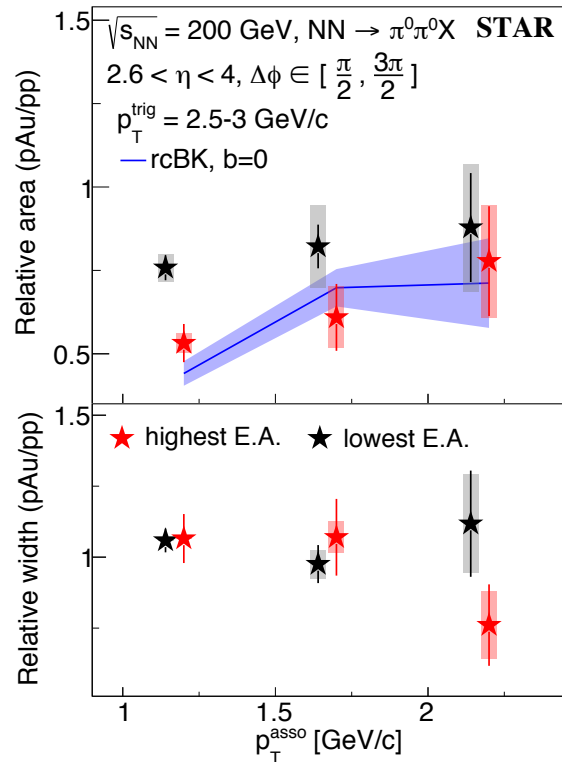 √s_NN = 200 GeV, NN → π⁰π⁰X STAR
2.6 < η < 4, Δϕ ∈ [ π/2 , 3π/2 ]
p_T^trig = 2.5-3 GeV/c
rcBK, b=0
Relative area (pAu/pp)
1.5
1
0.5
highest E.A. lowest E.A.
Relative width (pAu/pp)
1.5
1
1 1.5 2
p_T^asso [GeV/c]